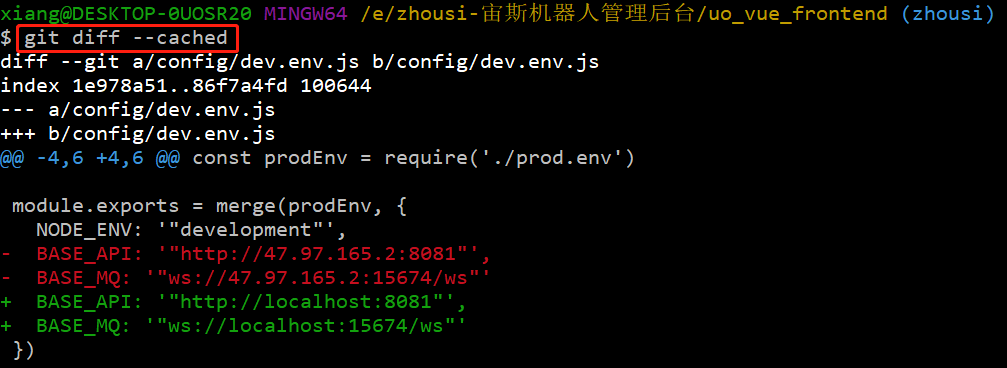 xiang@DESKTOP-0UOSR20 MINGW64 /e/zhousi-宙斯机器人管理后台/uo_vue_frontend (zhousi)
$ git diff --cached
diff --git a/config/dev.env.js b/config/dev.env.js
index 1e978a51..86f7a4fd 100644
--- a/config/dev.env.js
+++ b/config/dev.env.js
@@ -4,6 +4,6 @@ const prodEnv = require('./prod.env')
 module.exports = merge(prodEnv, {
   NODE_ENV: '"development"',
-  BASE_API: '"http://47.97.165.2:8081"',
-  BASE_MQ: '"ws://47.97.165.2:15674/ws"'
+  BASE_API: '"http://localhost:8081"',
+  BASE_MQ: '"ws://localhost:15674/ws"'
 })